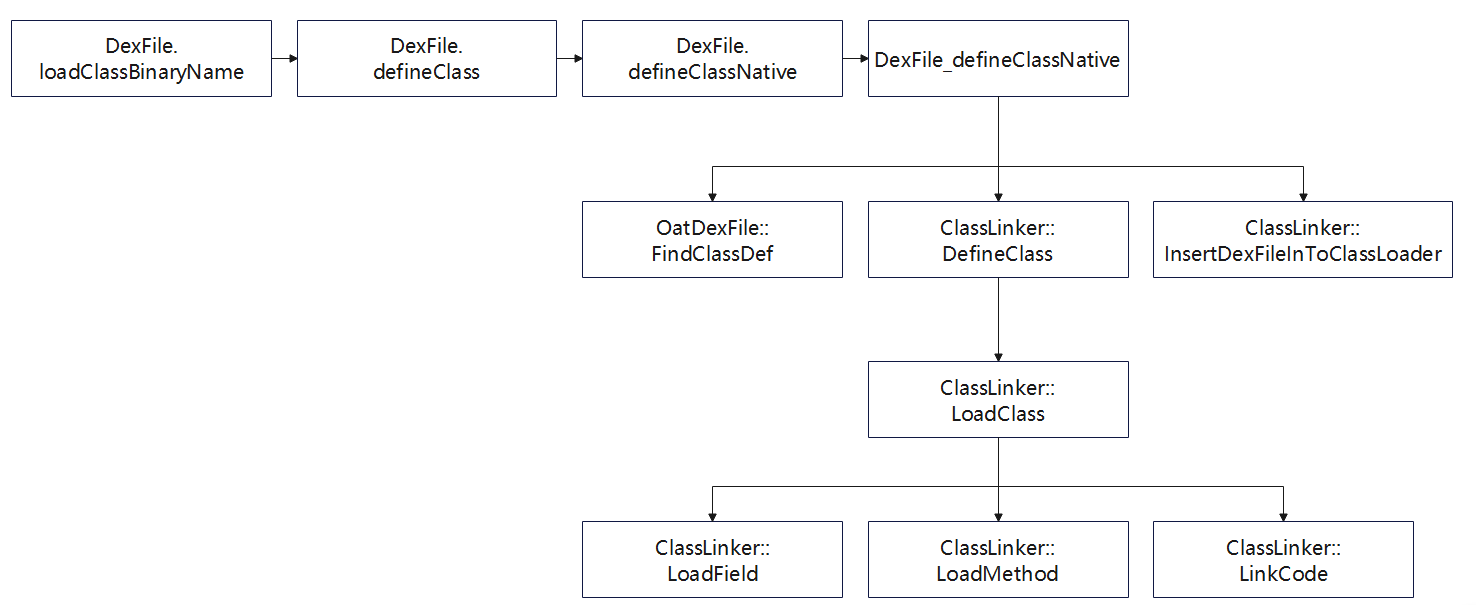 DexFile.
loadClassBinaryName
DexFile.
defineClass
DexFile.
defineClassNative
DexFile_defineClassNative
OatDexFile::
FindClassDef
ClassLinker::
DefineClass
ClassLinker::
InsertDexFileInToClassLoader
ClassLinker::
LoadClass
ClassLinker::
LoadField
ClassLinker::
LoadMethod
ClassLinker::
LinkCode